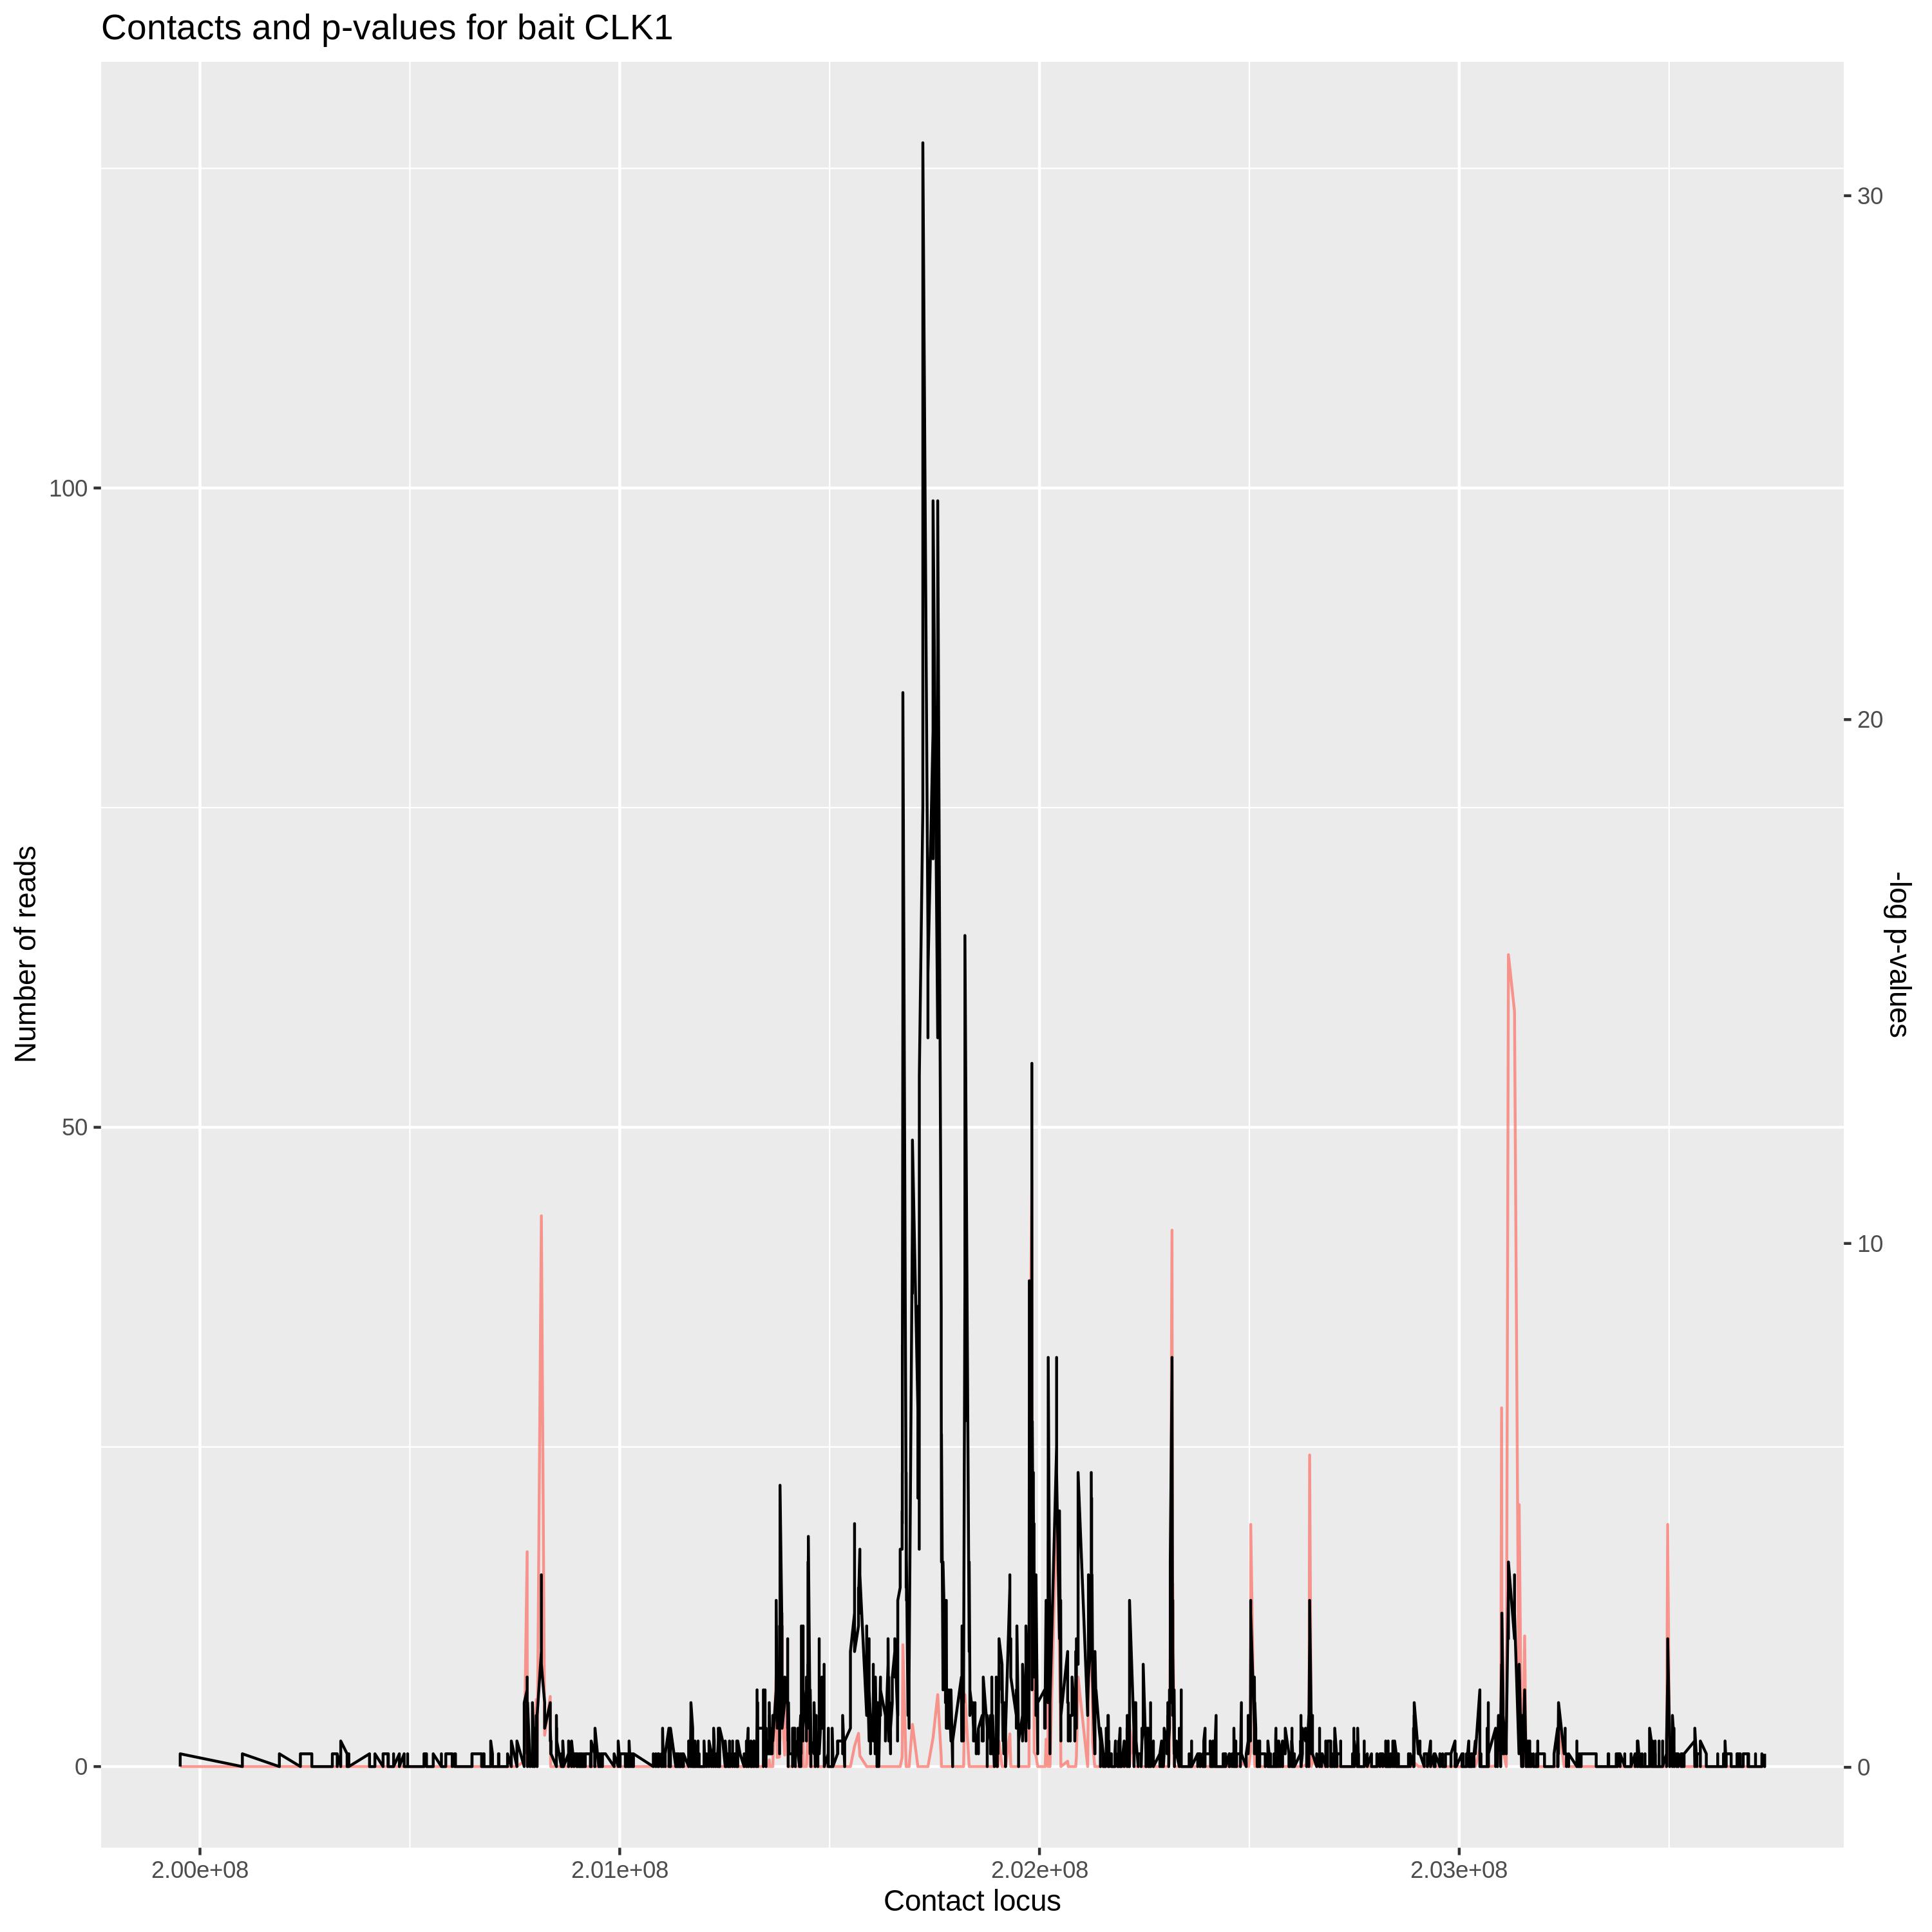 Contacts and p-values for bait CLK1
Number of reads
100
50
0
30
20
10
0
-log p-values
2.00e+08
2.01e+08
2.02e+08
2.03e+08
Contact locus